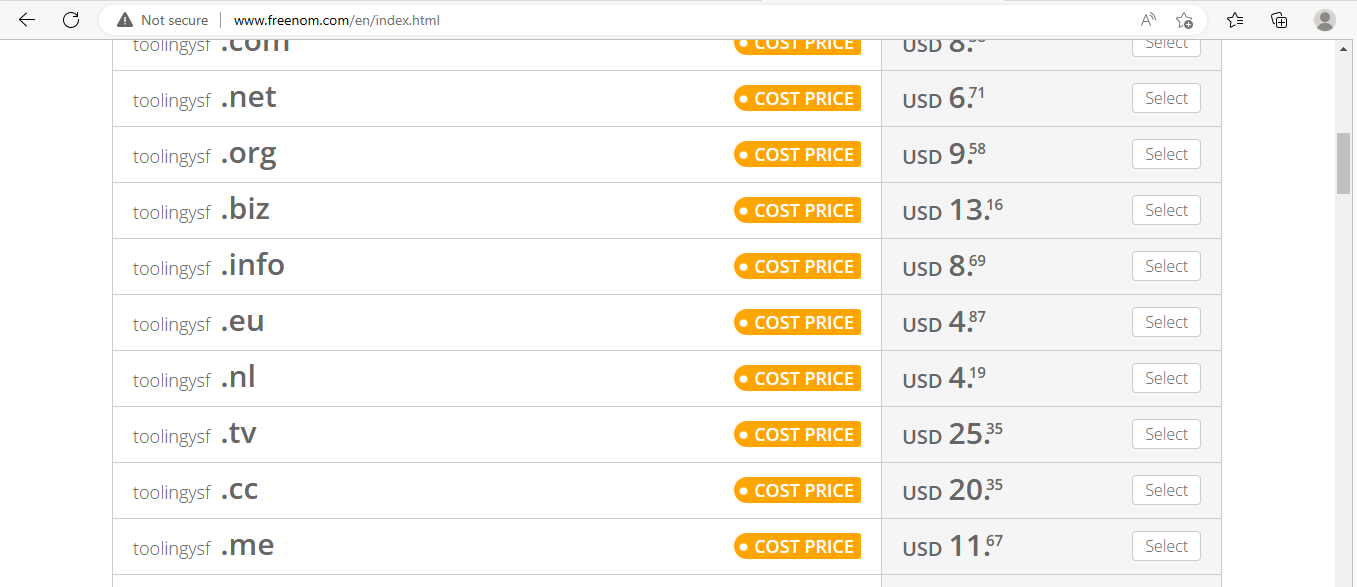 Not secure | www.freenom.com/en/index.html
toolingysf .com COST PRICE USD 8. Select
toolingysf .net COST PRICE USD 6.71 Select
toolingysf .org COST PRICE USD 9.58 Select
toolingysf .biz COST PRICE USD 13.16 Select
toolingysf .info COST PRICE USD 8.69 Select
toolingysf .eu COST PRICE USD 4.87 Select
toolingysf .nl COST PRICE USD 4.19 Select
toolingysf .tv COST PRICE USD 25.35 Select
toolingysf .cc COST PRICE USD 20.35 Select
toolingysf .me COST PRICE USD 11.67 Select